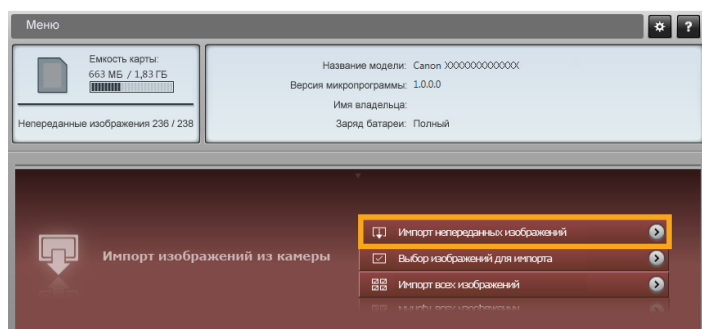 Меню
?
Емкость карты:
663 МБ / 1,83 ГБ
Непереданные изображения 236 / 238
Название модели: Canon XXXXXXXXXXXXX
Версия микропрограммы: 1.0.0.0
Имя владельца:
Заряд батареи: Полный
Импорт изображений из камеры
Импорт непереданных изображений
Выбор изображений для импорта
Импорт всех изображений